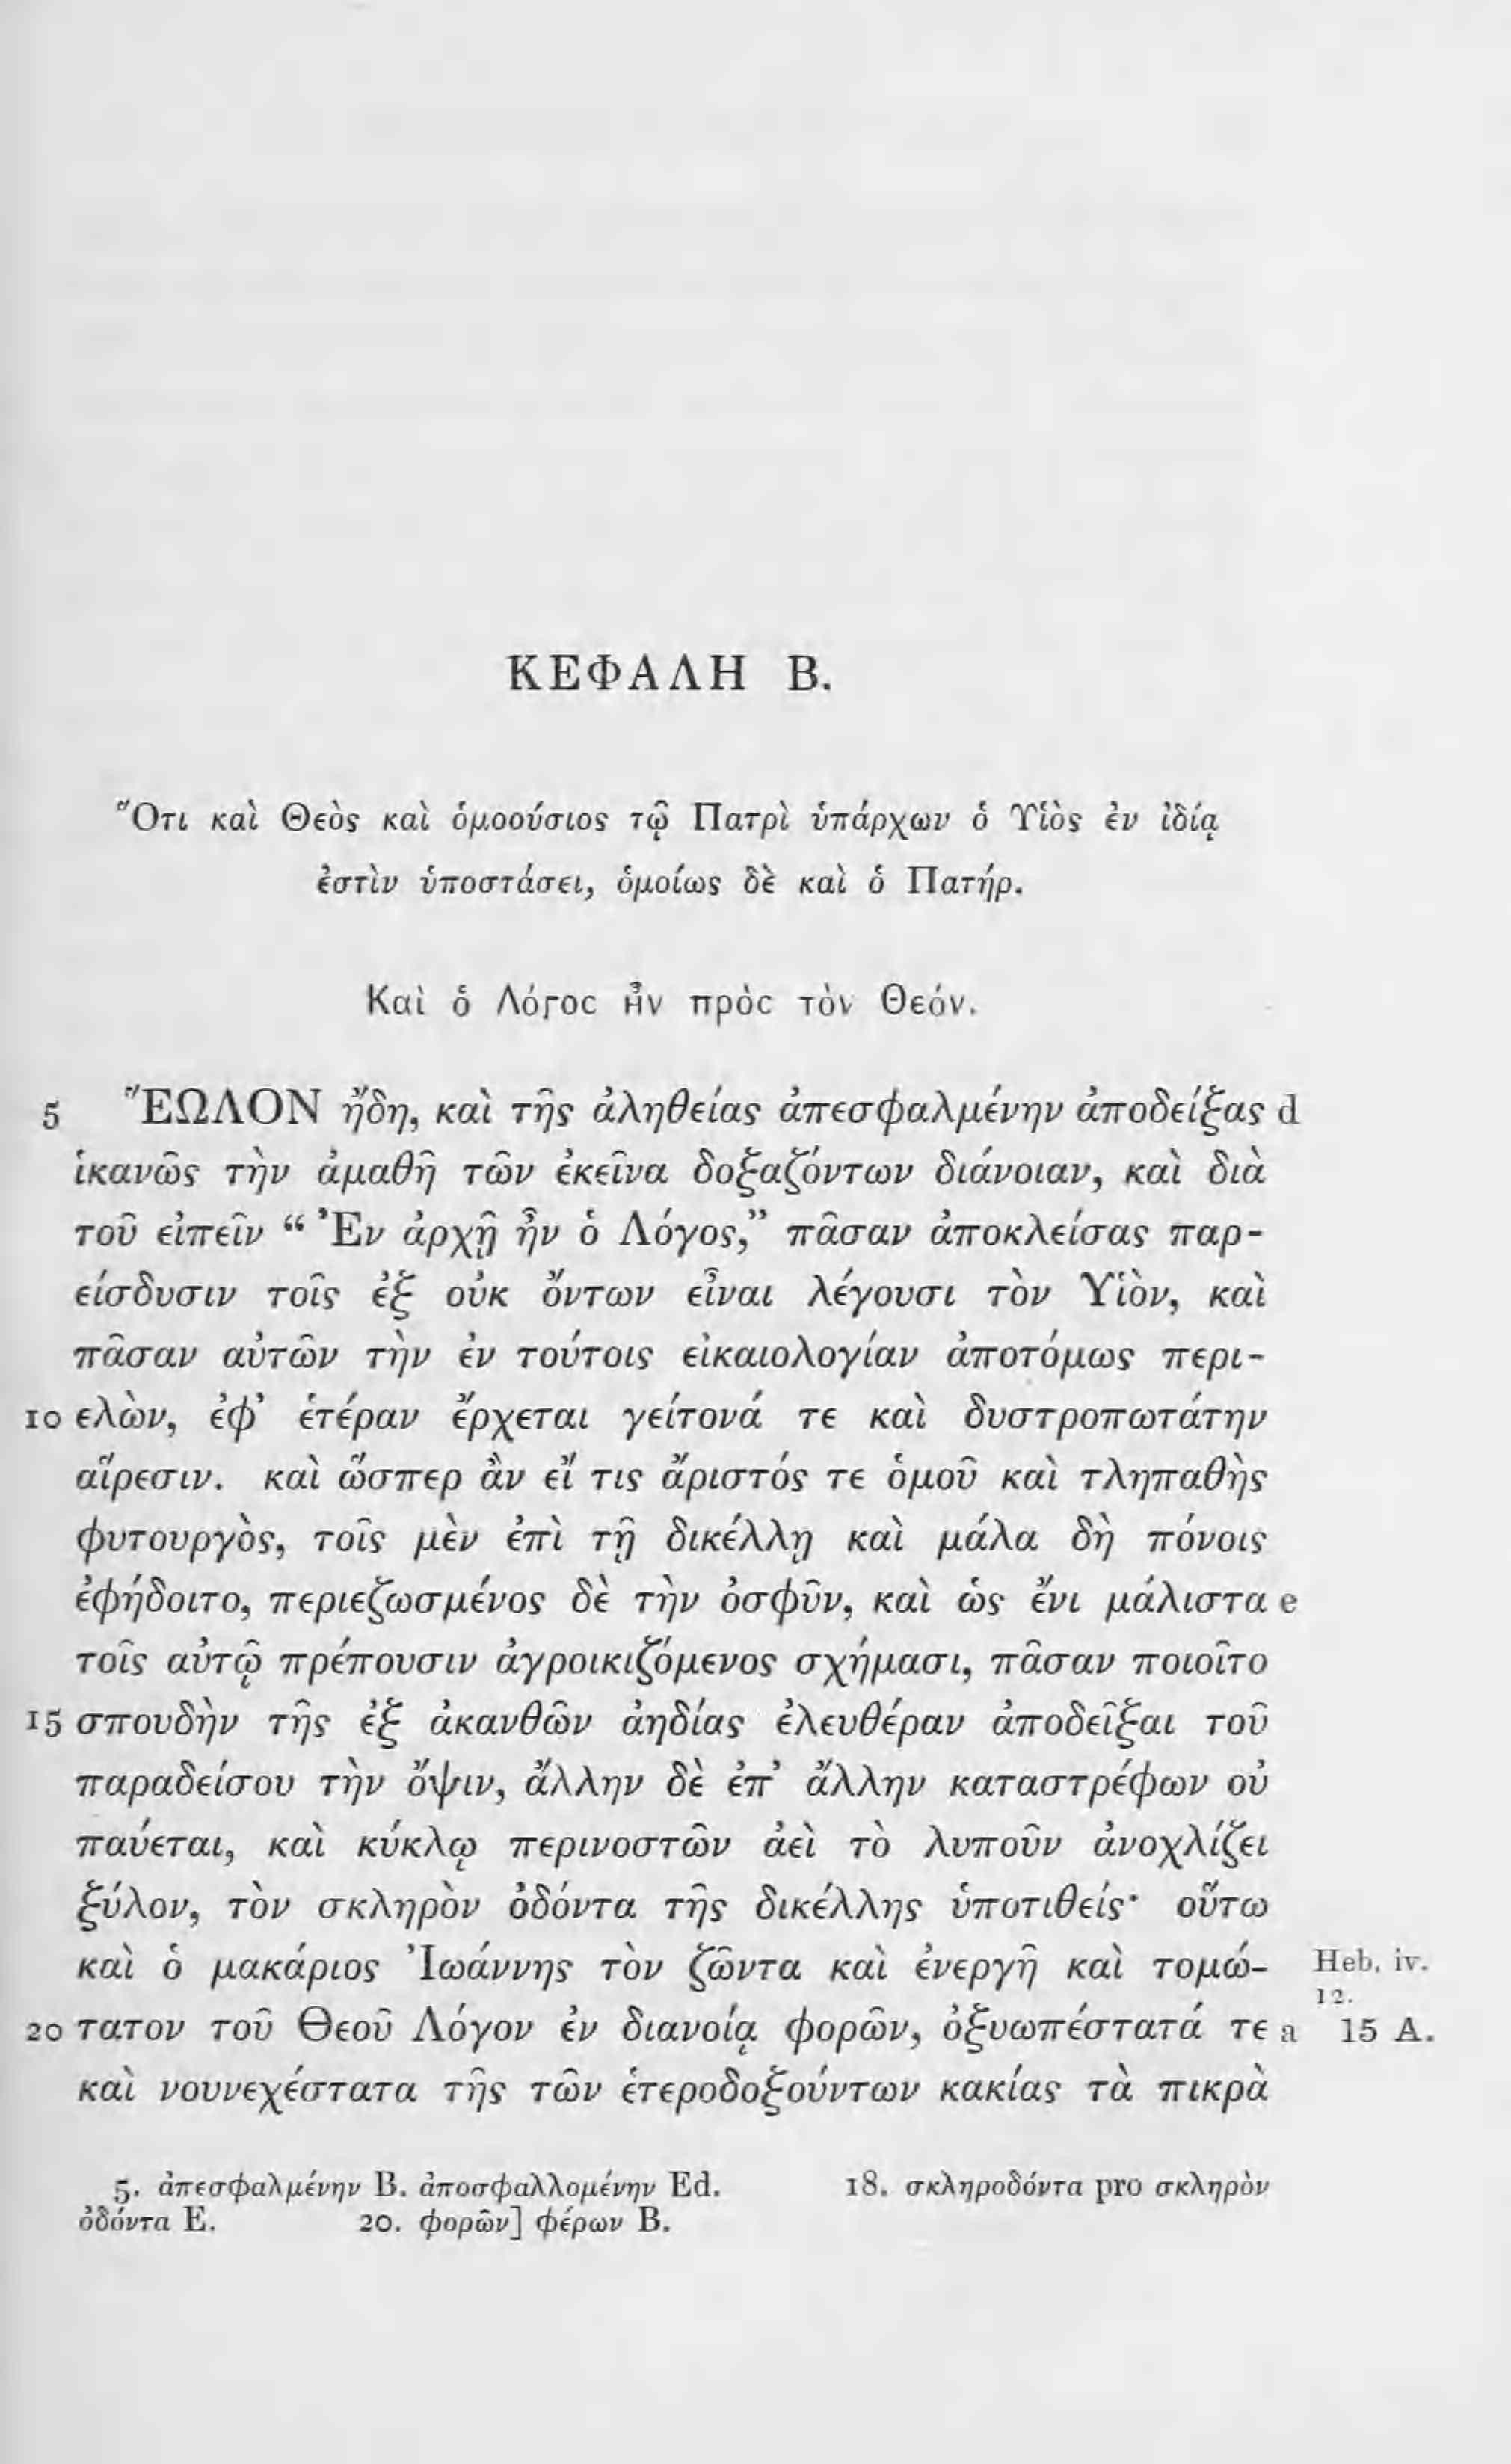 ΚΕΦΑΛΗ Β.
Ὅτι καὶ Θεὸς καὶ ὁμοούσιος τῷ Πατρὶ ὑπάρχων ὁ Υἱὸς ἐν ἰδίᾳ
ἐστὶν ὑποστάσει, ὁμοίως δὲ καὶ ὁ Πατήρ.
Καὶ ὁ Λόγος ἦν πρὸς τὸν Θεόν.
5 ἝΩΛΟΝ ἤδη, καὶ τῆς ἀληθείας ἀπεσφαλμένην ἀποδείξας d
ἱκανῶς τὴν ἀμαθῆ τῶν ἐκεῖνα δοξαζόντων διάνοιαν, καὶ διὰ
τοῦ εἰπεῖν “ Ἐν ἀρχῇ ἦν ὁ Λόγος,” πᾶσαν ἀποκλείσας παρ-
είσδυσιν τοῖς ἐξ οὐκ ὄντων εἶναι λέγουσι τὸν Υἱὸν, καὶ
πᾶσαν αὐτῶν τὴν ἐν τούτοις εἰκαιολογίαν ἀποτόμως περι-
10 ελὼν, ἐφ’ ἑτέραν ἔρχεται γείτονά τε καὶ δυστροπωτάτην
αἵρεσιν. καὶ ὥσπερ ἂν εἴ τις ἄριστός τε ὁμοῦ καὶ τληπαθὴς
φυτουργὸς, τοῖς μὲν ἐπὶ τῇ δικέλλῃ καὶ μάλα δὴ πόνοις
ἐφήδοιτο, περιεζωσμένος δὲ τὴν ὀσφῦν, καὶ ὡς ἔνι μάλιστα e
τοῖς αὐτῷ πρέπουσιν ἀγροικιζόμενος σχήμασι, πᾶσαν ποιοῖτο
15 σπουδὴν τῆς ἐξ ἀκανθῶν ἀηδίας ἐλευθέραν ἀποδεῖξαι τοῦ
παραδείσου τὴν ὄψιν, ἄλλην δὲ ἐπ’ ἄλλην καταστρέφων οὐ
παύεται, καὶ κύκλῳ περινοστῶν ἀεὶ τὸ λυποῦν ἀνοχλίζει
ξύλον, τὸν σκληρὸν ὀδόντα τῆς δικέλλης ὑποτιθείς· οὕτω
καὶ ὁ μακάριος Ἰωάννης τὸν ζῶντα καὶ ἐνεργῆ καὶ τομώ- Heb. iv.
12.
20 τατον τοῦ Θεοῦ Λόγον ἐν διανοίᾳ φορῶν, ὀξυωπέστατά τε a 15 A.
καὶ νουνεχέστατα τῆς τῶν ἑτεροδοξούντων κακίας τὰ πικρὰ
5. ἀπεσφαλμένην B. ἀποσφαλλομένην Ed. 18. σκληροδόντα pro σκληρὸν
ὀδόντα E. 20. φορῶν] φέρων B.